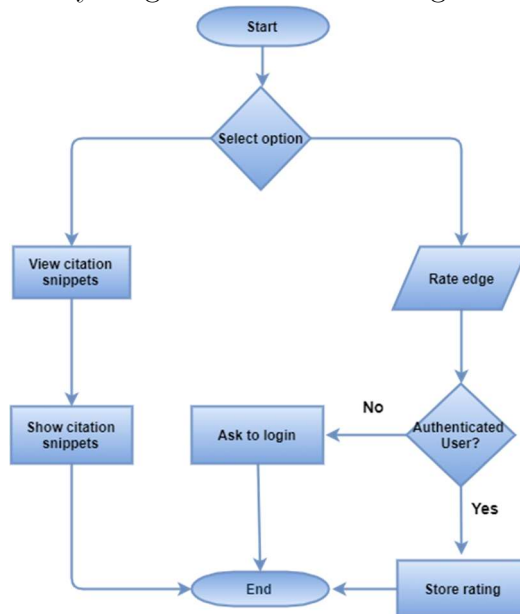 Start
Select option
View citation
snippets
Rate edge
Show citation
snippets
Ask to login
No
Authenticated
User?
Yes
End
Store rating